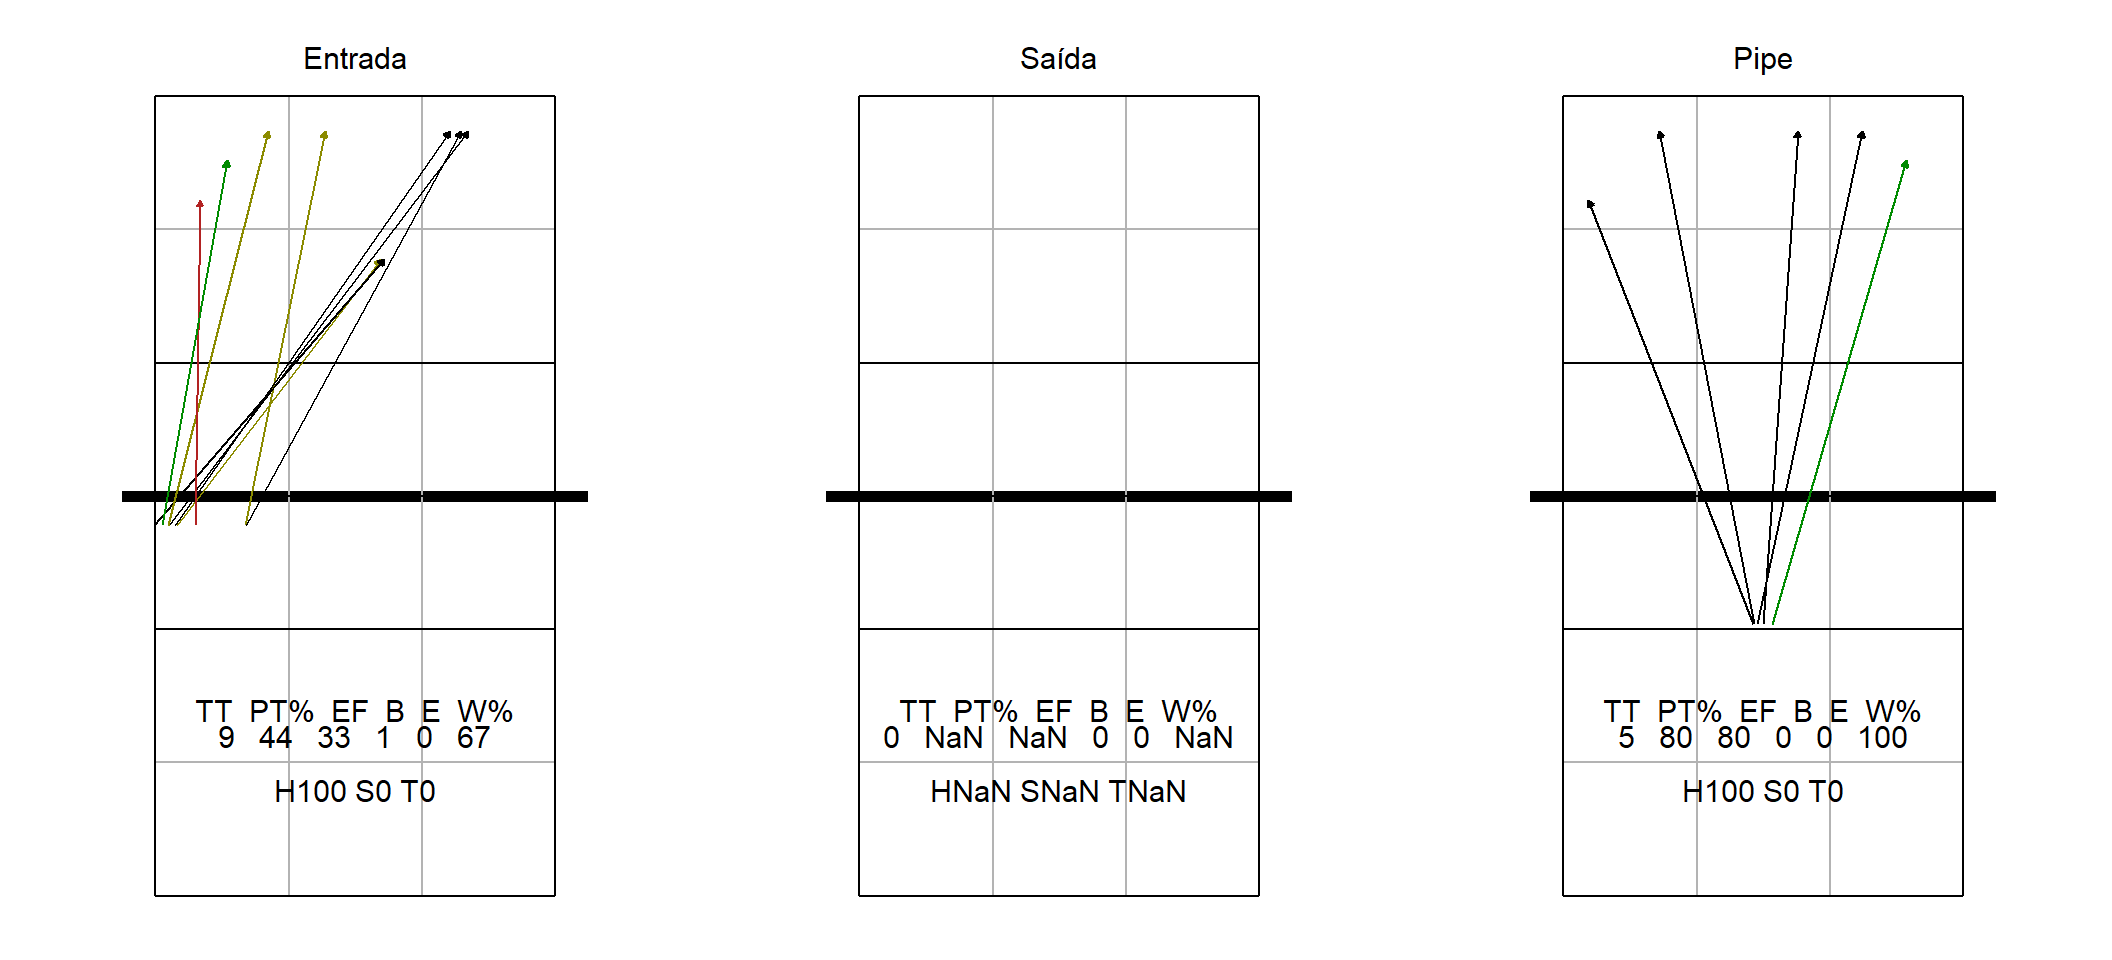 Entrada
TT PT% EF B E W%
9 44 33 1 0 67
H100 S0 T0
Saída
TT PT% EF B E W%
0 NaN NaN 0 0 NaN
HNaN SNaN TNaN
Pipe
TT PT% EF B E W%
5 80 80 0 0 100
H100 S0 T0